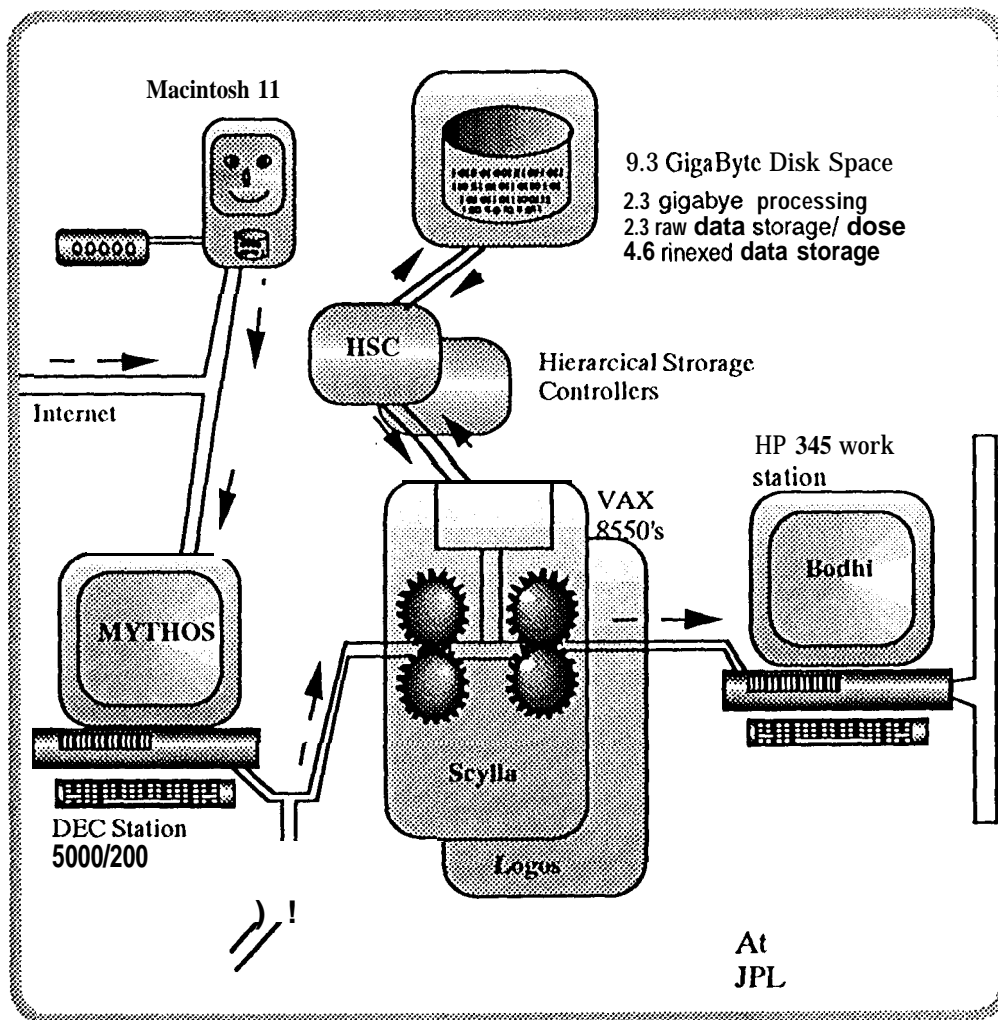 Macintosh 11
9.3 GigaByte Disk Space
2.3 gigabye processing
2.3 raw data storage/ dose
4.6 rinexed data storage
HSC
Hierarcical Strorage
Controllers
Internet
HP 345 work
station
VAX
8550's
Bodhi
MYTHOS
Scylla
DEC Station
5000/200
Logos
) !
At
JPL